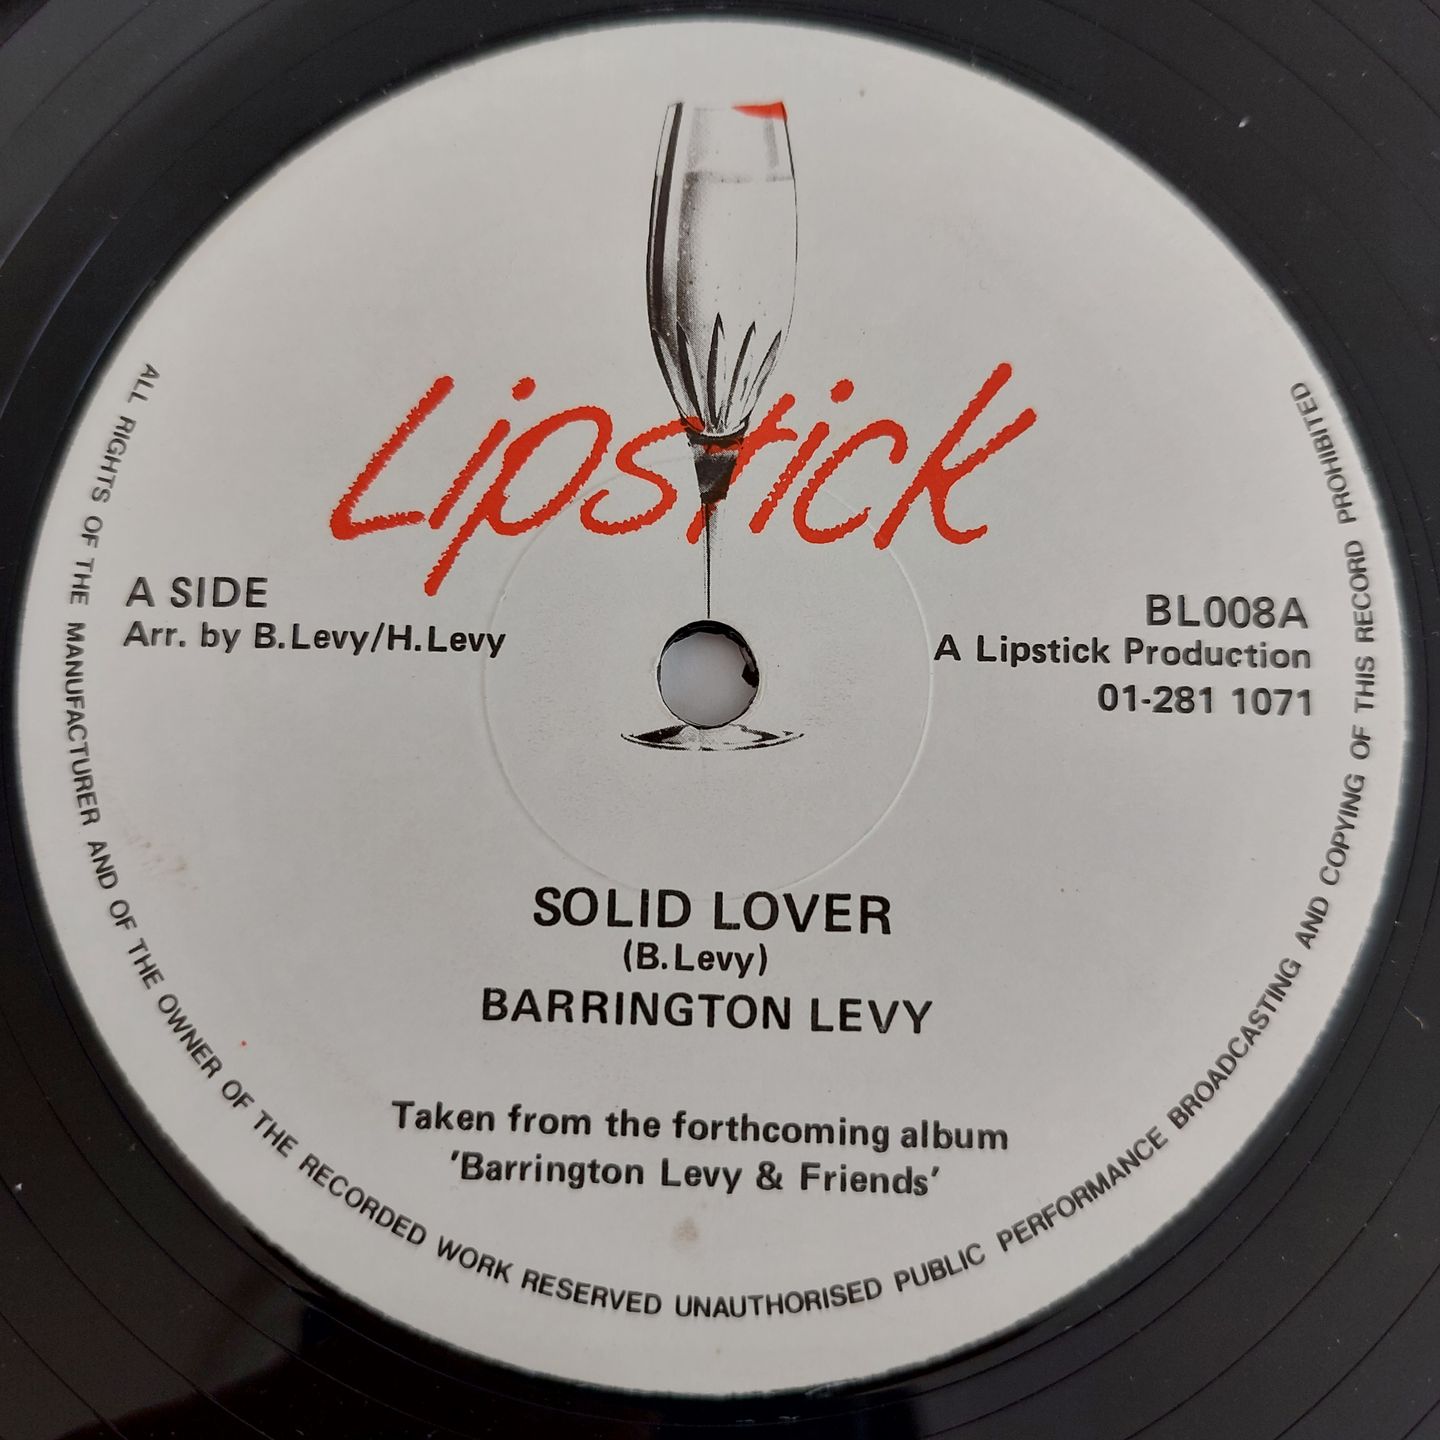 Lipstick
A SIDE
Arr. by B.Levy/H.Levy
BL008A
A Lipstick Production
01-281 1071
SOLID LOVER
(B.Levy)
BARRINGTON LEVY
Taken from the forthcoming album
'Barrington Levy & Friends'
ALL RIGHTS OF THE MANUFACTURER AND OF THE OWNER OF THE RECORDED WORK RESERVED UNAUTHORISED PUBLIC PERFORMANCE BROADCASTING AND COPYING OF THIS RECORD PROHIBITED